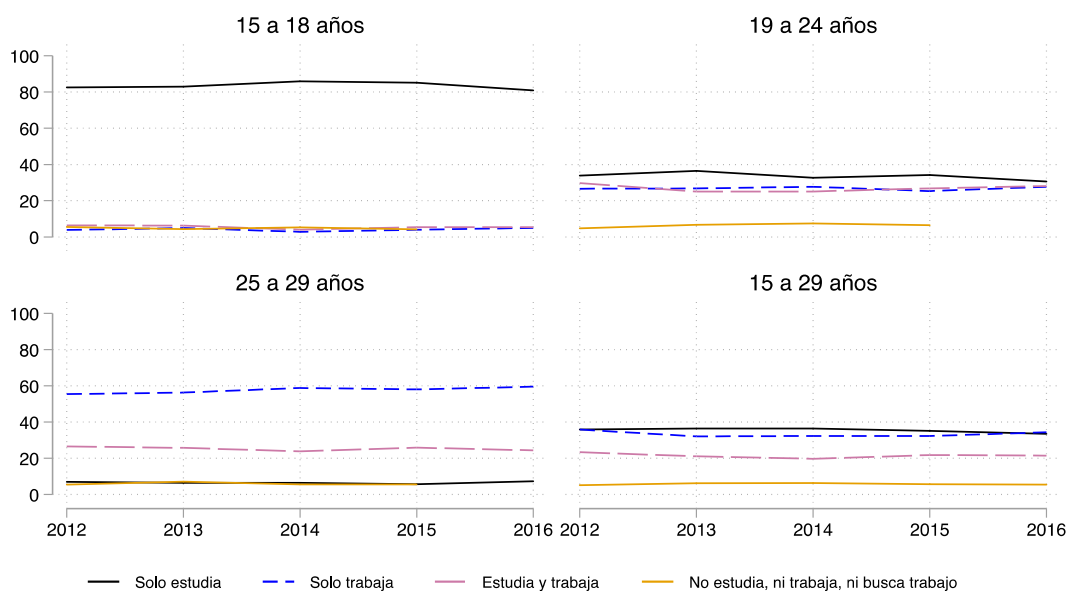 15 a 18 años
19 a 24 años
100
80
60
40
20
0
25 a 29 años
15 a 29 años
100
80
60
40
20
0
2012 2013 2014 2015 2016
2012 2013 2014 2015 2016
Solo estudia Solo trabaja Estudia y trabaja No estudia, ni trabaja, ni busca trabajo